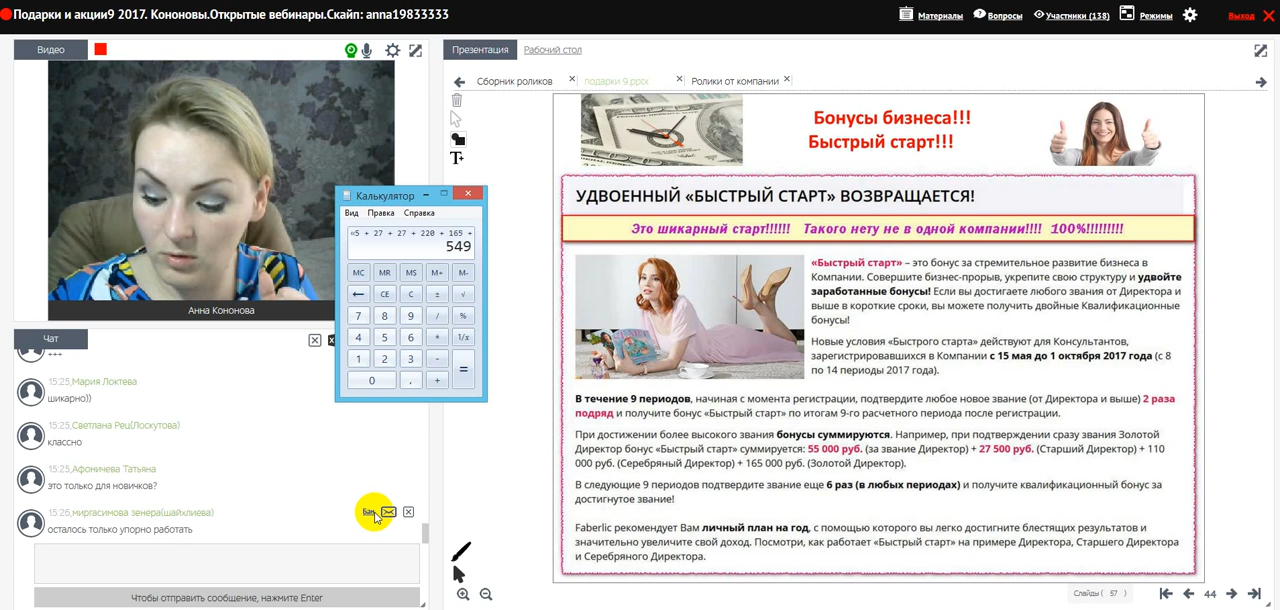 Подарки и акции9 2017. Кононовы.Открытые вебинары.Скайп: anna19833333
Материалы Вопросы Участники (138) Режимы Выход
Видео
Презентация Рабочий стол
Сборник роликов подарки 9.ppsx Ролики от компании
Бонусы бизнеса!!!
Быстрый старт!!!
УДВОЕННЫЙ «БЫСТРЫЙ СТАРТ» ВОЗВРАЩАЕТСЯ!
Это шикарный старт!!!!!! Такого нету не в одной компании!!!! 100%!!!!!!!!!
«Быстрый старт» – это бонус за стремительное развитие бизнеса в
Компании. Совершите бизнес-прорыв, укрепите свою структуру и удвойте
заработанные бонусы! Если вы достигаете любого звания от Директора и
выше в короткие сроки, вы можете получить двойные Квалификационные
бонусы!
Новые условия «Быстрого старта» действуют для Консультантов,
зарегистрировавшихся в Компании с 15 мая до 1 октября 2017 года (с 8
по 14 периоды 2017 года).
В течение 9 периодов, начиная с момента регистрации, подтвердите любое новое звание (от Директора и выше) 2 раза
подряд и получите бонус «Быстрый старт» по итогам 9-го расчетного периода после регистрации.
При достижении более высокого звания бонусы суммируются. Например, при подтверждении сразу звания Золотой
Директор бонус «Быстрый старт» суммируется: 55 000 руб. (за звание Директор) + 27 500 руб. (Старший Директор) + 110
000 руб. (Серебряный Директор) + 165 000 руб. (Золотой Директор).
В следующие 9 периодов подтвердите звание еще 6 раз (в любых периодах) и получите квалификационный бонус за
достигнутое звание!
Faberlic рекомендует Вам личный план на год, с помощью которого вы легко достигните блестящих результатов и
значительно увеличите свой доход. Посмотри, как работает «Быстрый старт» на примере Директора, Старшего Директора
и Серебряного Директора.
Слайды ( 57 ) 44
Калькулятор
Вид Правка Справка
«5 + 27 + 27 + 220 + 165 +
549
MC MR MS M+ M-
← CE C ± √
7 8 9 / %
4 5 6 * 1/x
1 2 3 - =
0 , +
Анна Кононова
Чат
+++
15:25,Мария Локтева
шикарно))
15:25,Светлана Рец(Лоскутова)
классно
15:25,Афоничева Татьяна
это только для новичков?
15:26,миргасимова зенера(шайхлиева)
Бан
осталось только упорно работать
Чтобы отправить сообщение, нажмите Enter